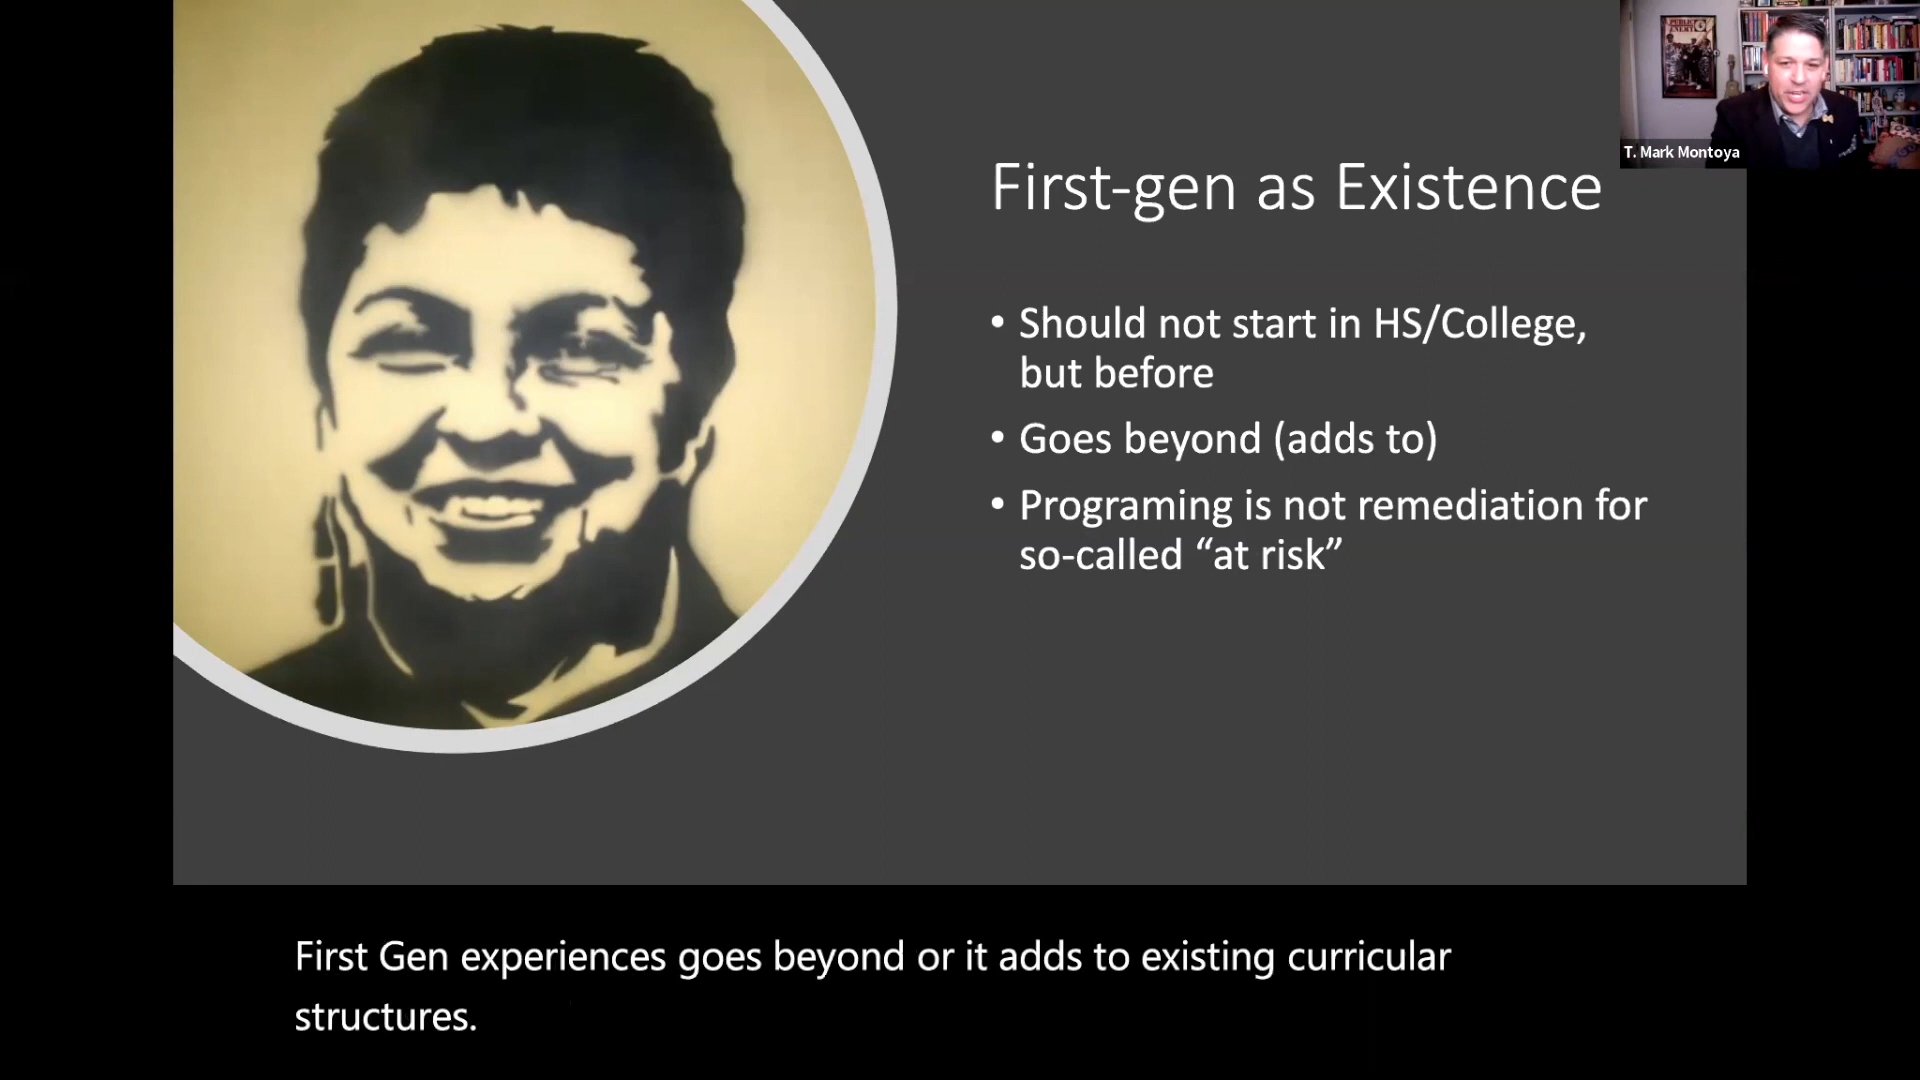 PUBLIC
ENEMY
T. Mark Montoya
First-gen as Existence
• Should not start in HS/College,
but before
• Goes beyond (adds to)
• Programing is not remediation for
so-called “at risk”
First Gen experiences goes beyond or it adds to existing curricular
structures.